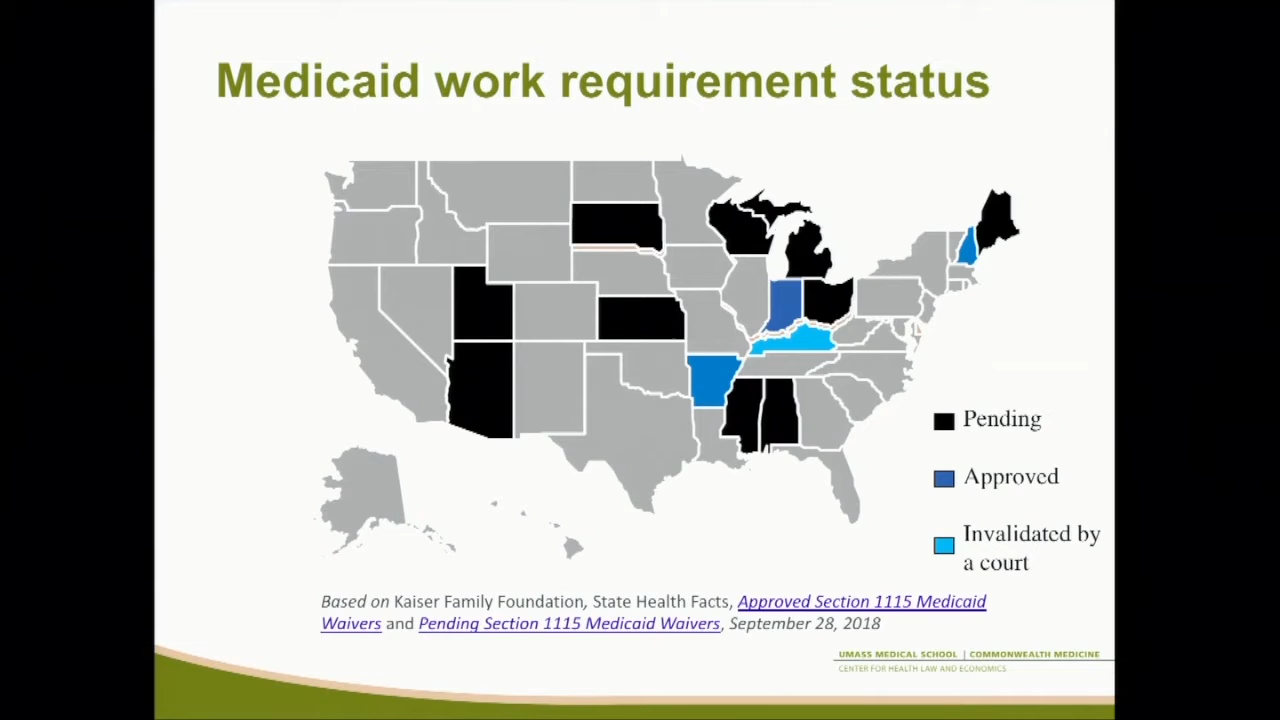 Medicaid work requirement status
Pending
Approved
Invalidated by
a court
Based on Kaiser Family Foundation, State Health Facts, Approved Section 1115 Medicaid
Waivers and Pending Section 1115 Medicaid Waivers, September 28, 2018
UMASS MEDICAL SCHOOL | COMMONWEALTH MEDICINE
CENTER FOR HEALTH LAW AND ECONOMICS